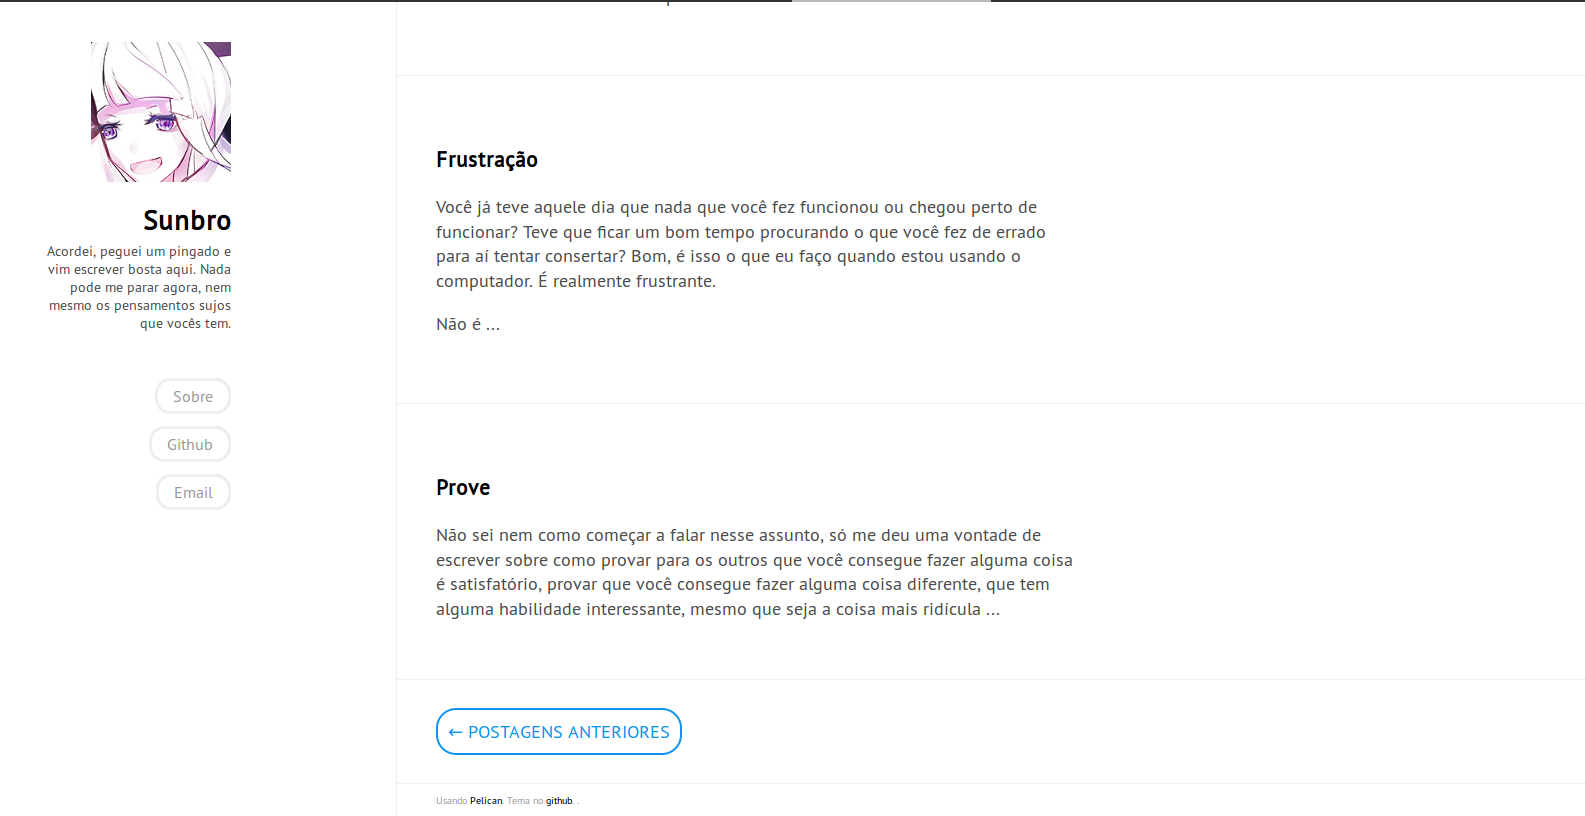 Sunbro
Acordei, peguei um pingado e
vim escrever bosta aqui. Nada
pode me parar agora, nem
mesmo os pensamentos sujos
que vocês tem.
Sobre
Github
Email
Frustração
Você já teve aquele dia que nada que você fez funcionou ou chegou perto de
funcionar? Teve que ficar um bom tempo procurando o que você fez de errado
para aí tentar consertar? Bom, é isso o que eu faço quando estou usando o
computador. É realmente frustrante.
Não é ...
Prove
Não sei nem como começar a falar nesse assunto, só me deu uma vontade de
escrever sobre como provar para os outros que você consegue fazer alguma coisa
é satisfatório, provar que você consegue fazer alguma coisa diferente, que tem
alguma habilidade interessante, mesmo que seja a coisa mais ridícula ...
← POSTAGENS ANTERIORES
Usando Pelican. Tema no github. .